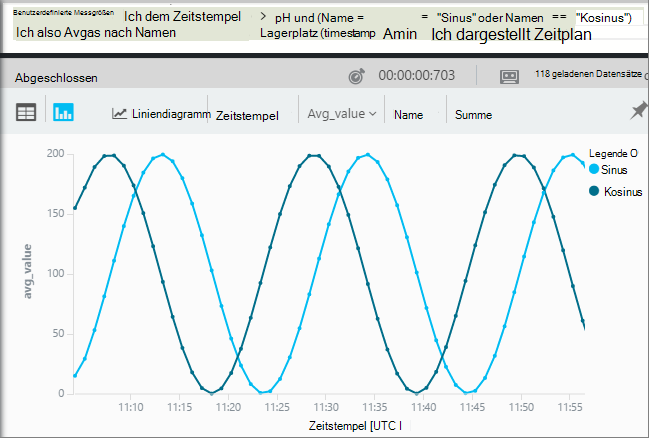 Benutzerdefinierte Messgrößen Ich dem Zeitstempel > pH und (Name = = "Sinus" oder Namen == "Kosinus")
Ich also Avgas nach Namen Lagerplatz (timestamp Amin Ich dargestellt Zeitplan
Abgeschlossen 00:00:00:703 118 geladenen Datensätze
Liniendiagramm Zeitstempel Avg_value Name Summe
Legende O
Sinus
Kosinus
200
150
100
50
0
avg_value
11:10 11:15 11:20 11:25 11:30 11:35 11:40 11:45 11:50 11:55
Zeitstempel [UTC I